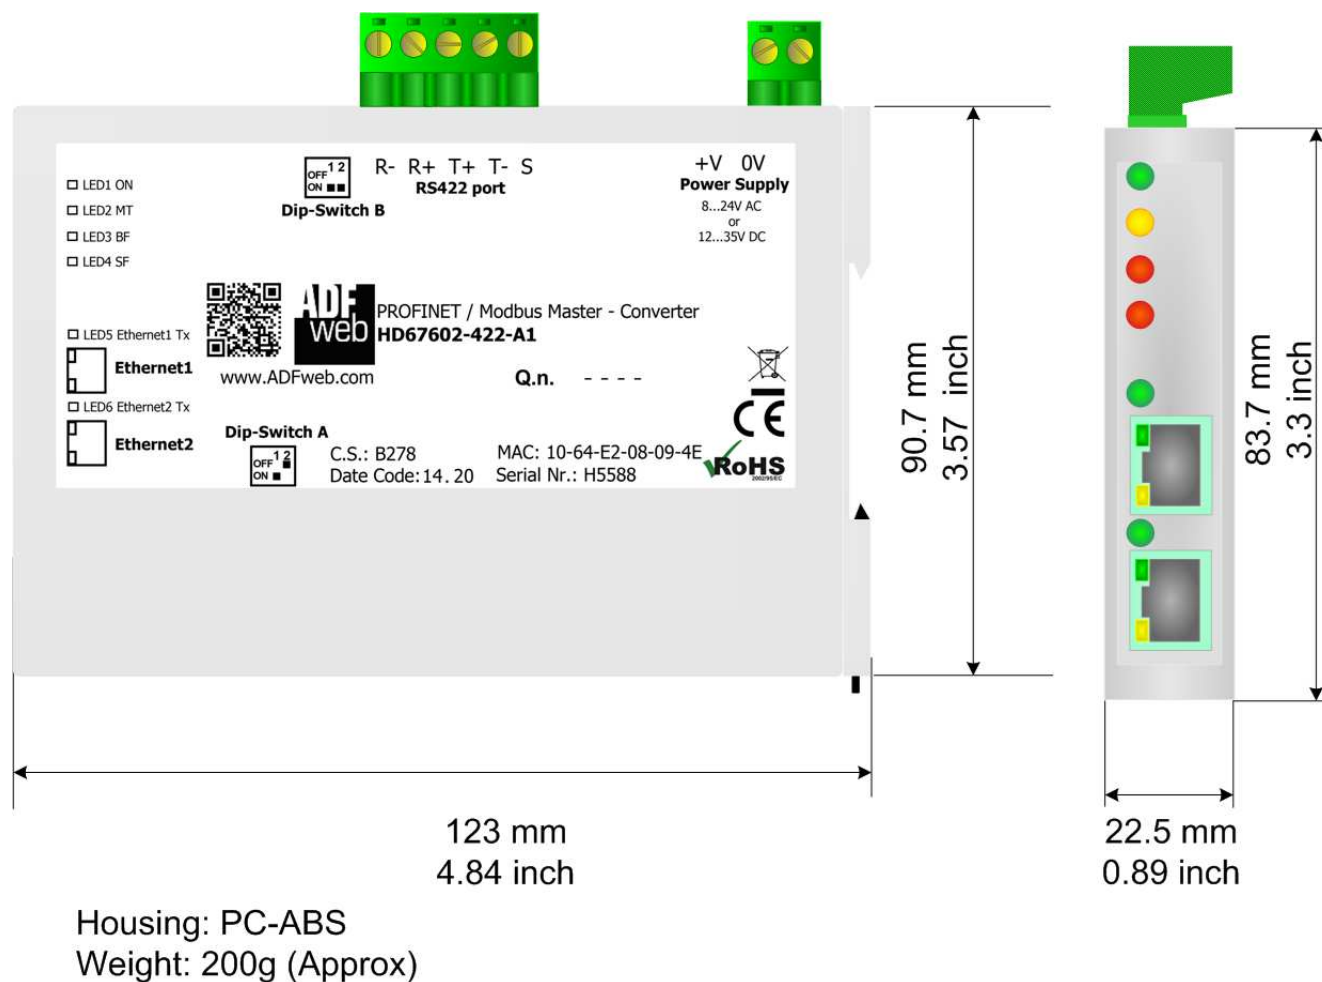 R- R+ T+ T- S
RS422 port
OFF 1 2
ON
Dip-Switch B
+V 0V
Power Supply
8...24V AC
or
12...35V DC
LED1 ON
LED2 MT
LED3 BF
LED4 SF
ADF
web
PROFINET / Modbus Master - Converter
HD67602-422-A1
www.ADFweb.com
Q.n. - - - -
LED5 Ethernet1 Tx
Ethernet1
LED6 Ethernet2 Tx
Ethernet2
Dip-Switch A
OFF 1 2
ON
C.S.: B278
Date Code: 14. 20
MAC: 10-64-E2-08-09-4E
Serial Nr.: H5588
CE
RoHS
2002/95/EC
90.7 mm
3.57 inch
83.7 mm
3.3 inch
123 mm
4.84 inch
22.5 mm
0.89 inch
Housing: PC-ABS
Weight: 200g (Approx)